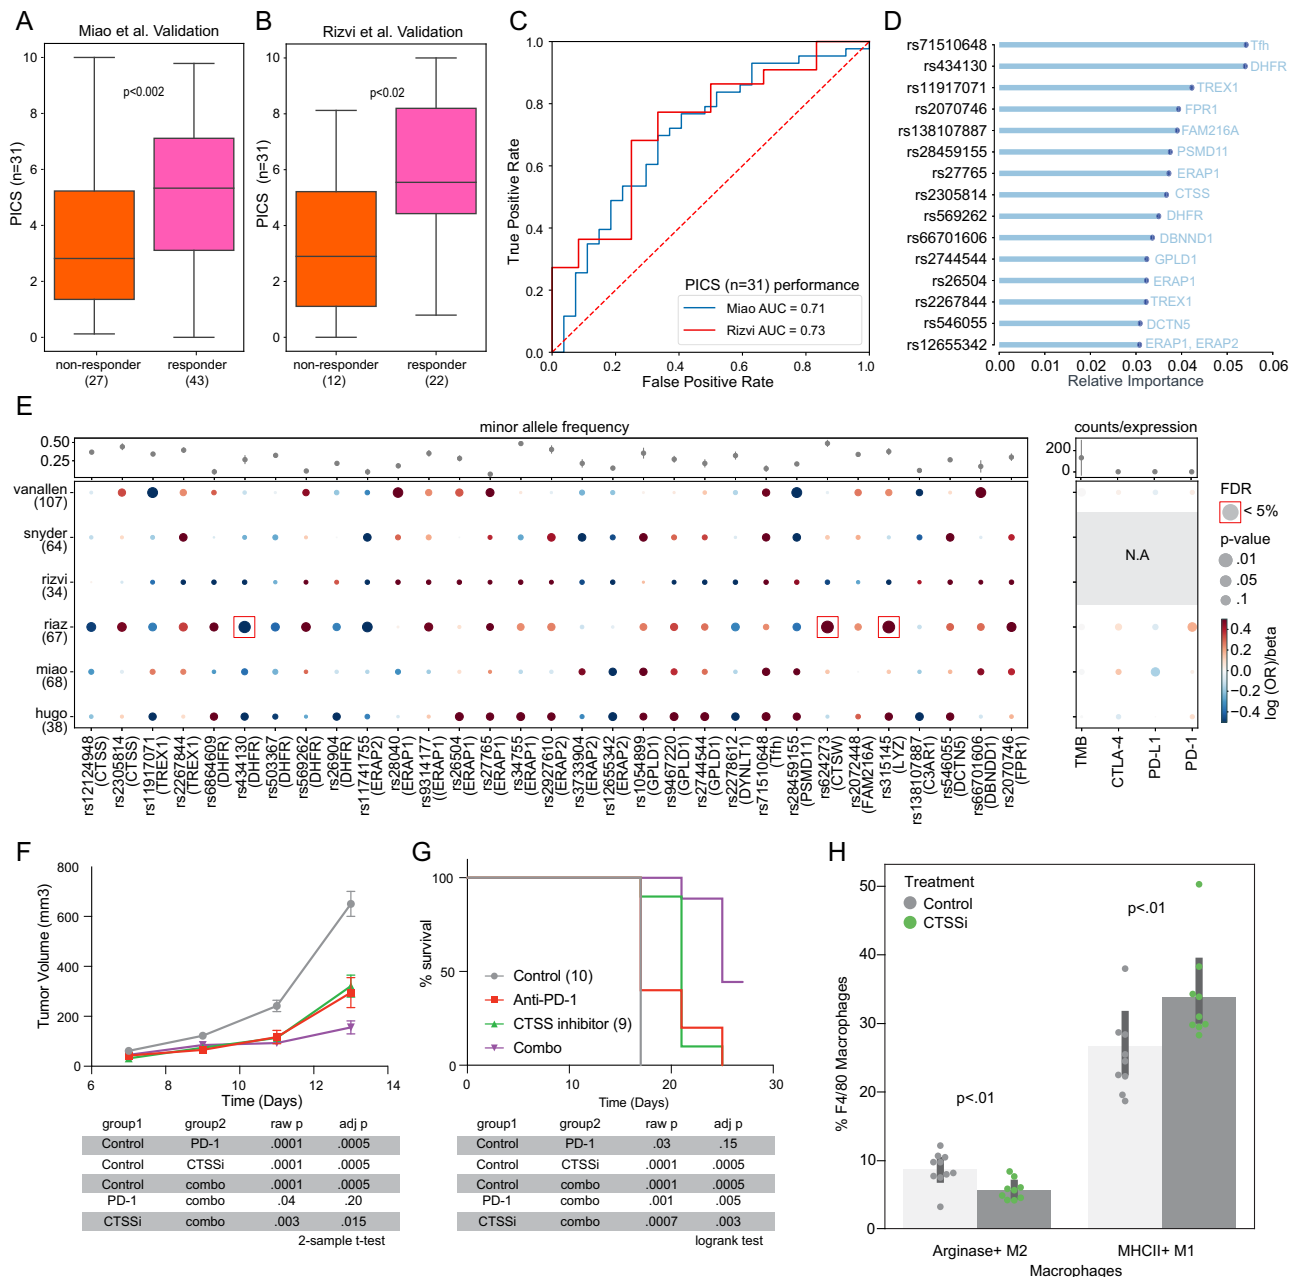 A
Miao et al. Validation
PICS (n=31)
10
8
6
4
2
0
p<0.002
non-responder
(27)
responder
(43)
B
Rizvi et al. Validation
PICS (n=31)
10
8
6
4
2
0
p<0.02
non-responder
(12)
responder
(22)
C
True Positive Rate
1.0
0.8
0.6
0.4
0.2
0.0
PICS (n=31) performance
Miao AUC = 0.71
Rizvi AUC = 0.73
0.0 0.2 0.4 0.6 0.8 1.0
False Positive Rate
D
rs71510648 Tfh
rs434130 DHFR
rs11917071 TREX1
rs2070746 FPR1
rs138107887 FAM216A
rs28459155 PSMD11
rs27765 ERAP1
rs2305814 CTSS
rs569262 DHFR
rs66701606 DBNND1
rs2744544 GPLD1
rs26504 ERAP1
rs2267844 TREX1
rs546055 DCTN5
rs12655342 ERAP1, ERAP2
0.00 0.01 0.02 0.03 0.04 0.05 0.06
Relative Importance
E
minor allele frequency
0.50
0.25
vanallen
(107)
snyder
(64)
rizvi
(34)
riaz
(67)
miao
(68)
hugo
(38)
rs12124948
(CTSS)
rs2305814
(CTSS)
rs11917071
(TREX1)
rs2267844
(TREX1)
rs6864609
(DHFR)
rs434130
(DHFR)
rs503367
(DHFR)
rs569262
(DHFR)
rs26904
(DHFR)
rs11741755
(ERAP2)
rs28040
(ERAP1)
rs9314177
((ERAP1)
rs26504
(ERAP1)
rs27765
(ERAP1)
rs34755
(ERAP1)
rs2927610
(ERAP2)
rs3733904
(ERAP2)
rs12655342
(ERAP2)
rs1054899
(GPLD1)
rs9467220
(GPLD1)
rs2744544
(GPLD1)
rs2278612
(DYNLT1)
rs71510648
(Tfh)
rs28459155
(PSMD11)
rs624273
(CTSW)
rs2072448
(FAM216A)
rs315145
(LYZ)
rs138107887
(C3AR1)
rs546055
(DCTN5)
rs66701606
(DBNDD1)
rs2070746
(FPR1)
counts/expression
200
0
N.A
TMB
CTLA-4
PD-L1
PD-1
FDR
< 5%
p-value
.01
.05
.1
0.4
0.2
0.0
−0.2
−0.4
log (OR)/beta
F
Tumor Volume (mm3)
800
600
400
200
0
6 8 10 12 14
Time (Days)
group1 group2 raw p adj p
Control PD-1 .0001 .0005
Control CTSSi .0001 .0005
Control combo .0001 .0005
PD-1 combo .04 .20
CTSSi combo .003 .015
2-sample t-test
G
% survival
100
50
0
Control (10)
Anti-PD-1
CTSS inhibitor (9)
Combo
0 10 20 30
Time (Days)
group1 group2 raw p adj p
Control PD-1 .03 .15
Control CTSSi .0001 .0005
Control combo .0001 .0005
PD-1 combo .001 .005
CTSSi combo .0007 .003
logrank test
H
% F4/80 Macrophages
50
40
30
20
10
0
Treatment
Control
CTSSi
p<.01
p<.01
Arginase+ M2 MHCII+ M1
Macrophages